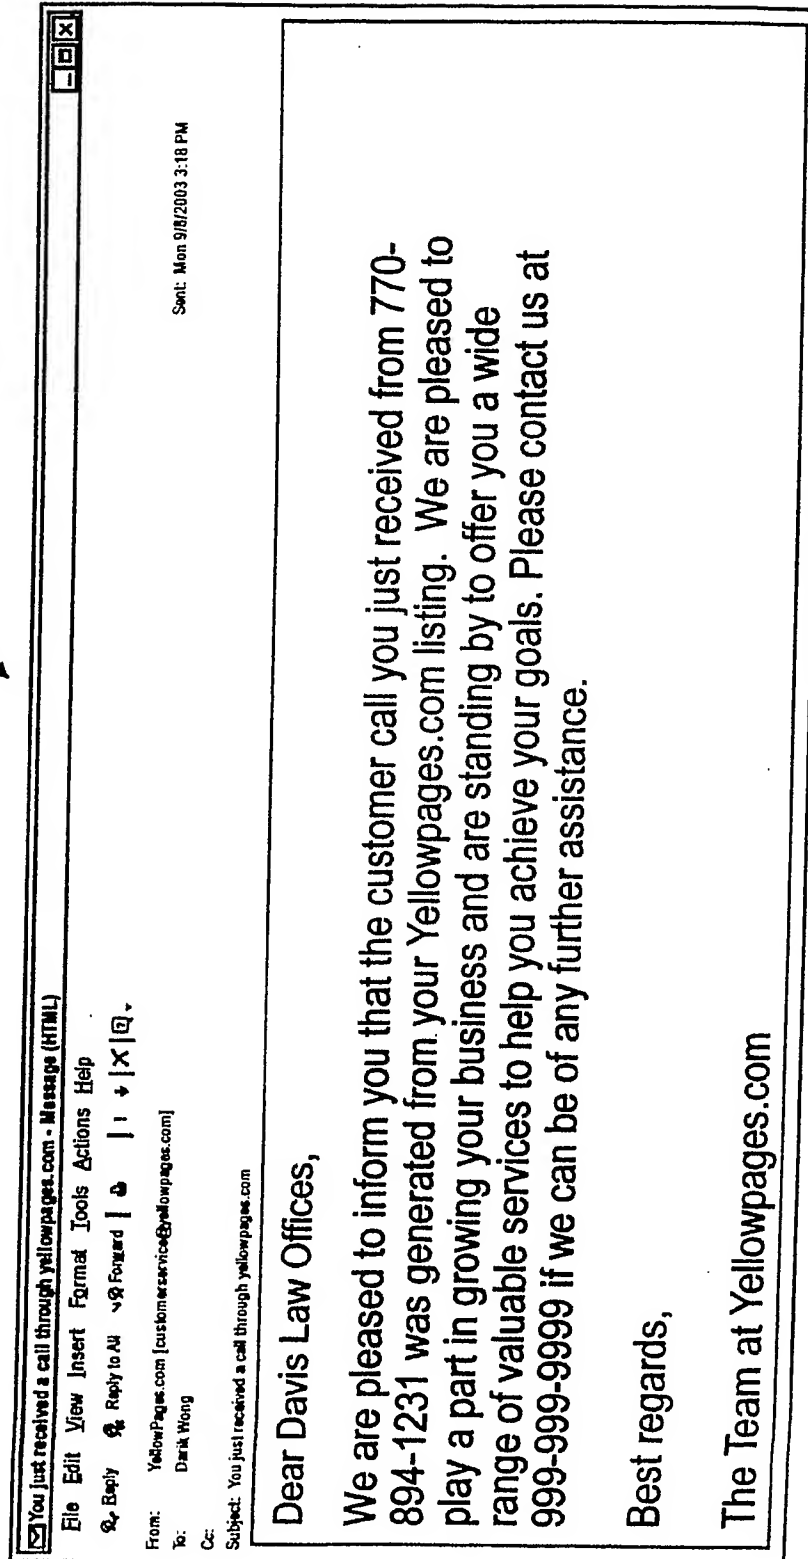 You just received a call through yellowpages.com - Message (HTML)
File Edit View Insert Format Tools Actions Help
Reply Reply to All Forward
From: YellowPages.com [customerservice@yellowpages.com]
Sent: Mon 9/8/2003 3:18 PM
To: Darik Wong
Cc:
Subject: You just received a call through yellowpages.com
Dear Davis Law Offices,
We are pleased to inform you that the customer call you just received from 770-
894-1231 was generated from your Yellowpages.com listing. We are pleased to
play a part in growing your business and are standing by to offer you a wide
range of valuable services to help you achieve your goals. Please contact us at
999-999-9999 if we can be of any further assistance.
Best regards,
The Team at Yellowpages.com